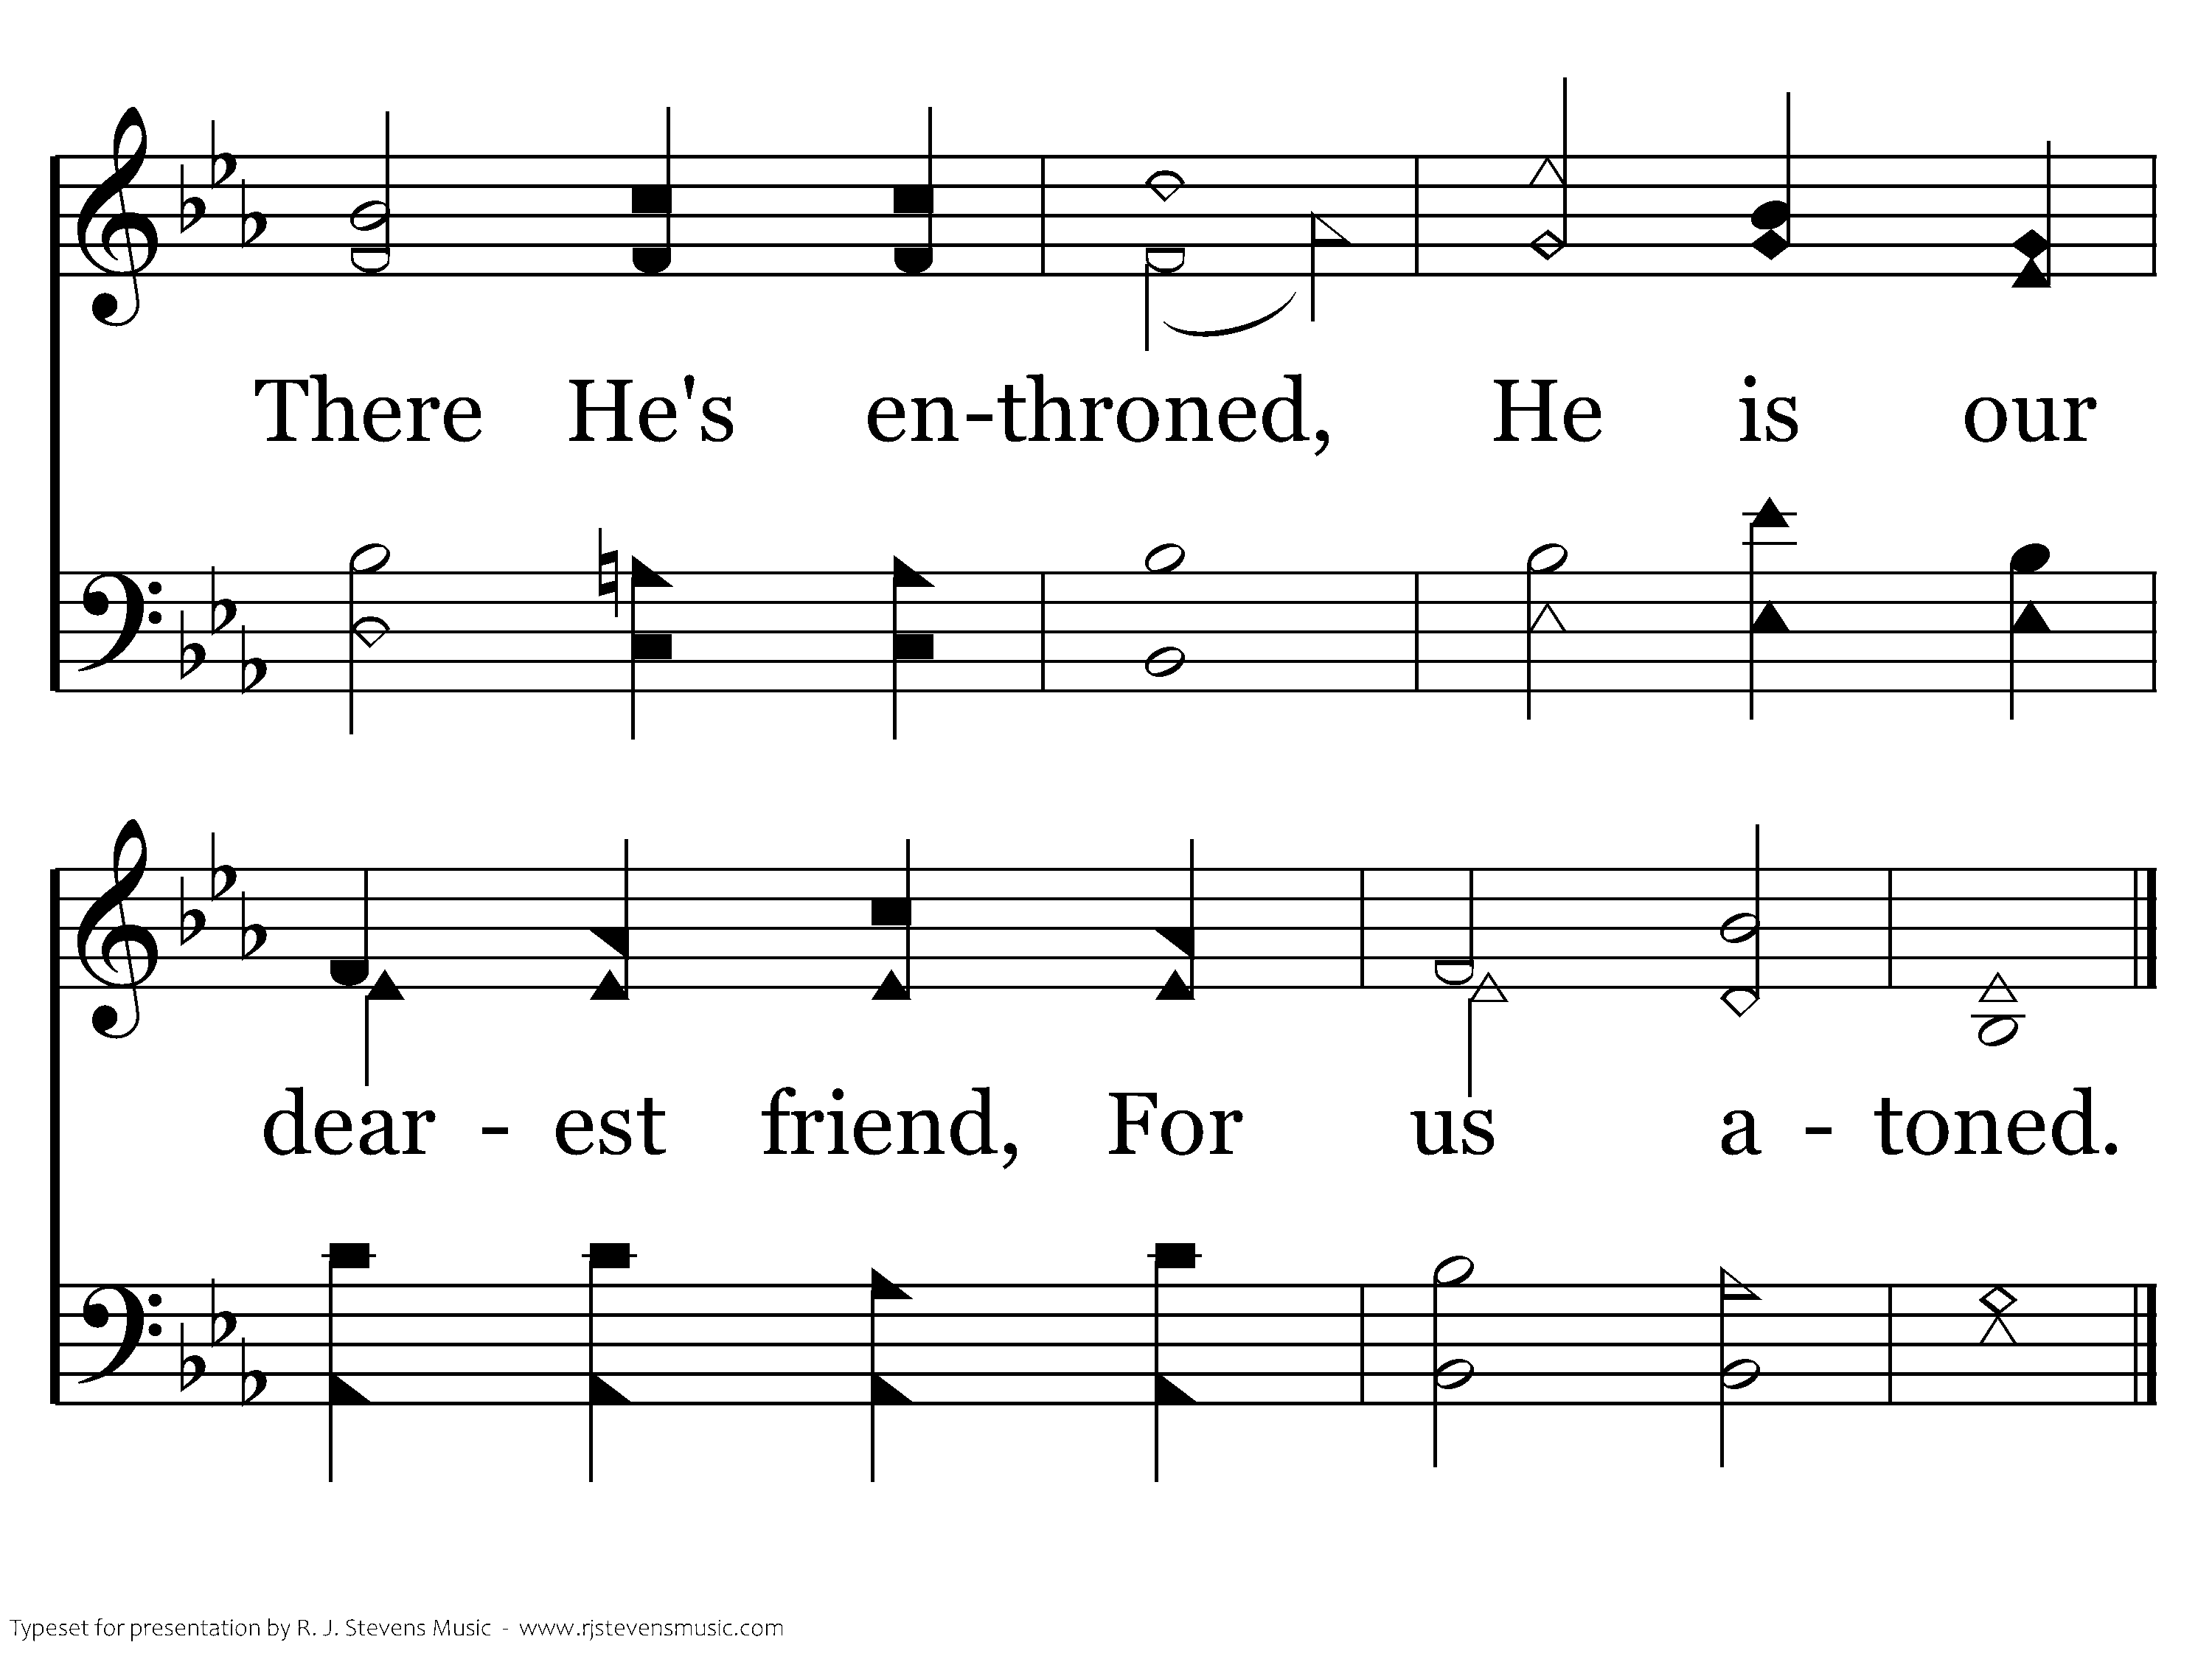 There He's en-throned, He is our
dear - est friend, For us a - toned.
Typeset for presentation by R. J. Stevens Music - www.rjstevensmusic.com